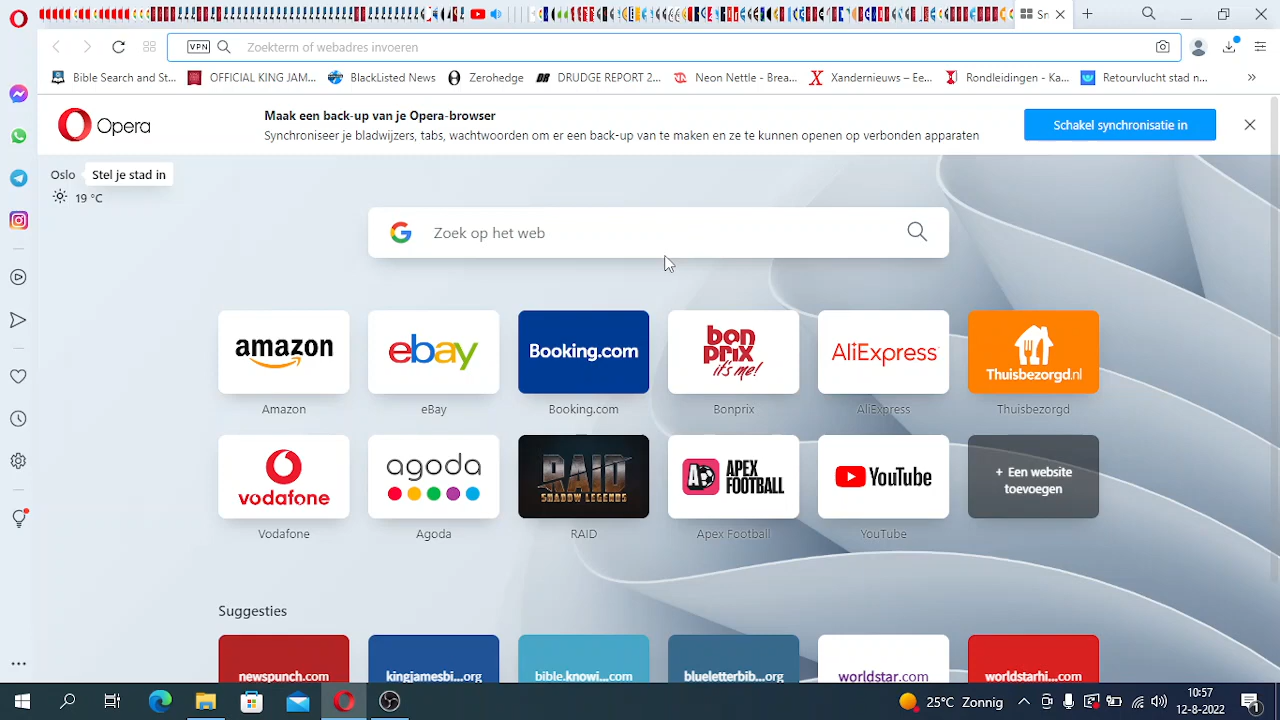 Sn
VPN Zoekterm of webadres invoeren
Bible Search and St... OFFICIAL KING JAM... BlackListed News Zerohedge DRUDGE REPORT 2... Neon Nettle - Brea... Xandernieuws – Ee... Rondleidingen - Ka... Retourvlucht stad n...
Opera
Maak een back-up van je Opera-browser
Synchroniseer je bladwijzers, tabs, wachtwoorden om er een back-up van te maken en ze te kunnen openen op verbonden apparaten
Schakel synchronisatie in
Oslo
Stel je stad in
19 °C
Zoek op het web
amazon
ebay
Booking.com
bon
prix
it's me!
AliExpress
Thuisbezorgd.nl
Amazon
eBay
Booking.com
Bonprix
AliExpress
Thuisbezorgd
vodafone
agoda
RAID
SHADOW LEGENDS
APEX
FOOTBALL
YouTube
+ Een website
toevoegen
Vodafone
Agoda
RAID
Apex Football
YouTube
Suggesties
newspunch.com
kingjamesbi...org
bible.knowi...com
blueletterbib...org
worldstar.com
worldstarhi...com
25°C Zonnig
10:57
12-8-2022
1